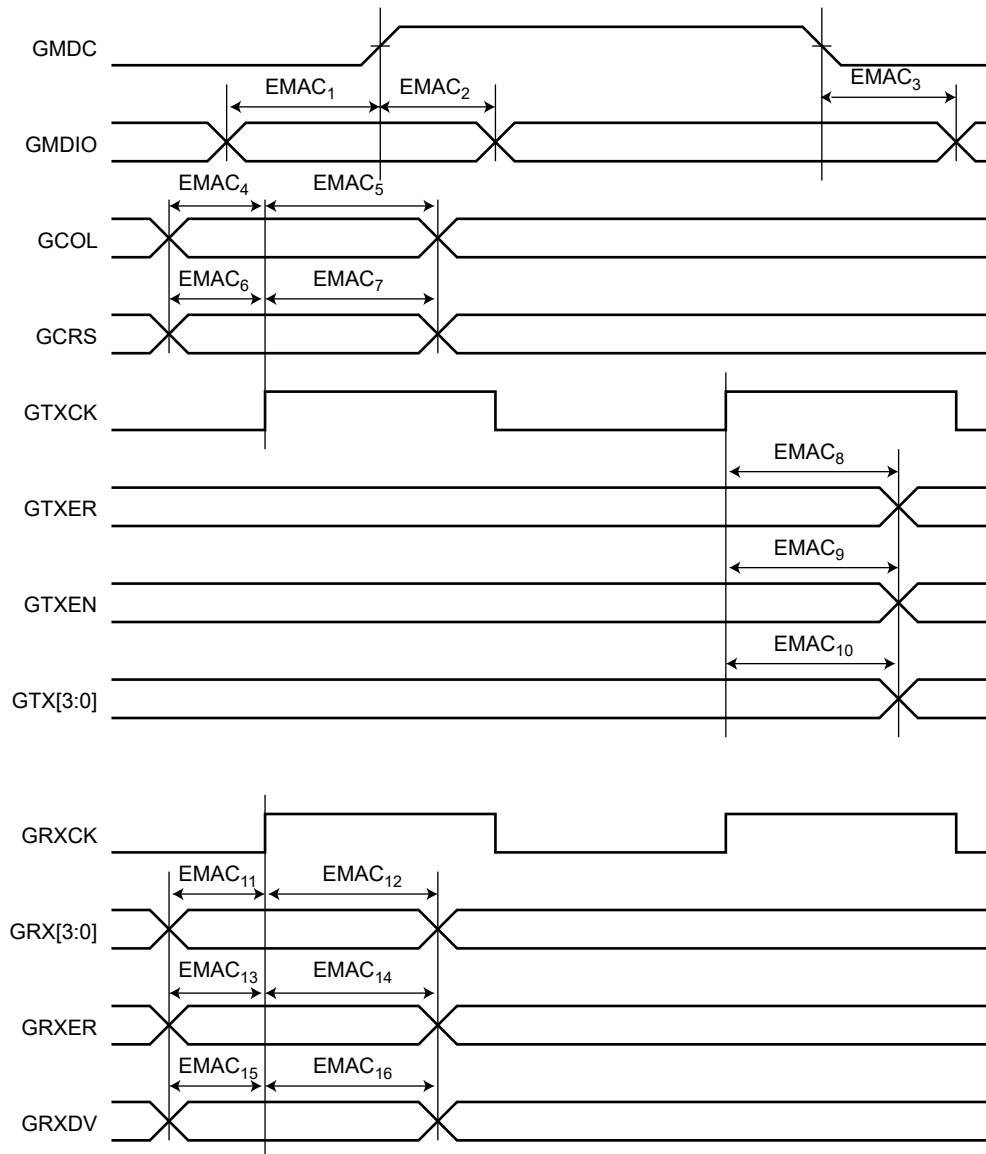 GMDC
EMAC1 EMAC2 EMAC3
GMDIO
EMAC4 EMAC5
GCOL
EMAC6 EMAC7
GCRS
GTXCK
EMAC8
GTXER
EMAC9
GTXEN
EMAC10
GTX[3:0]
GRXCK
EMAC11 EMAC12
GRX[3:0]
EMAC13 EMAC14
GRXER
EMAC15 EMAC16
GRXDV